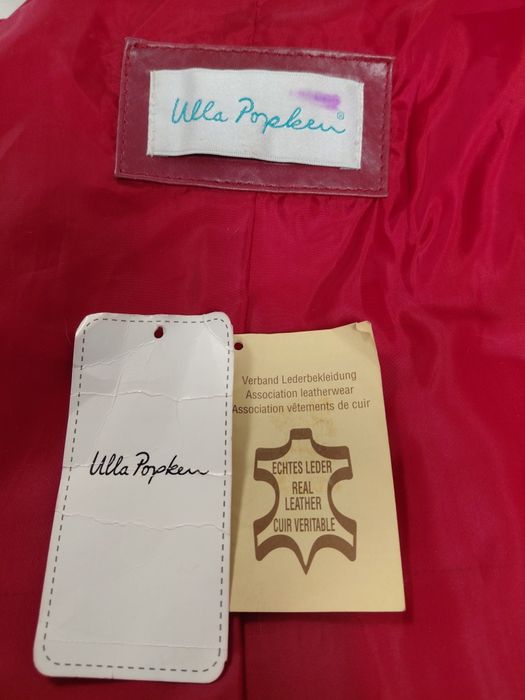 Ulla Popken®
Ulla Popken
Verband Lederbekleidung
Association leatherwear
Association vêtements de cuir
ECHTES LEDER
REAL
LEATHER
CUIR VERITABLE